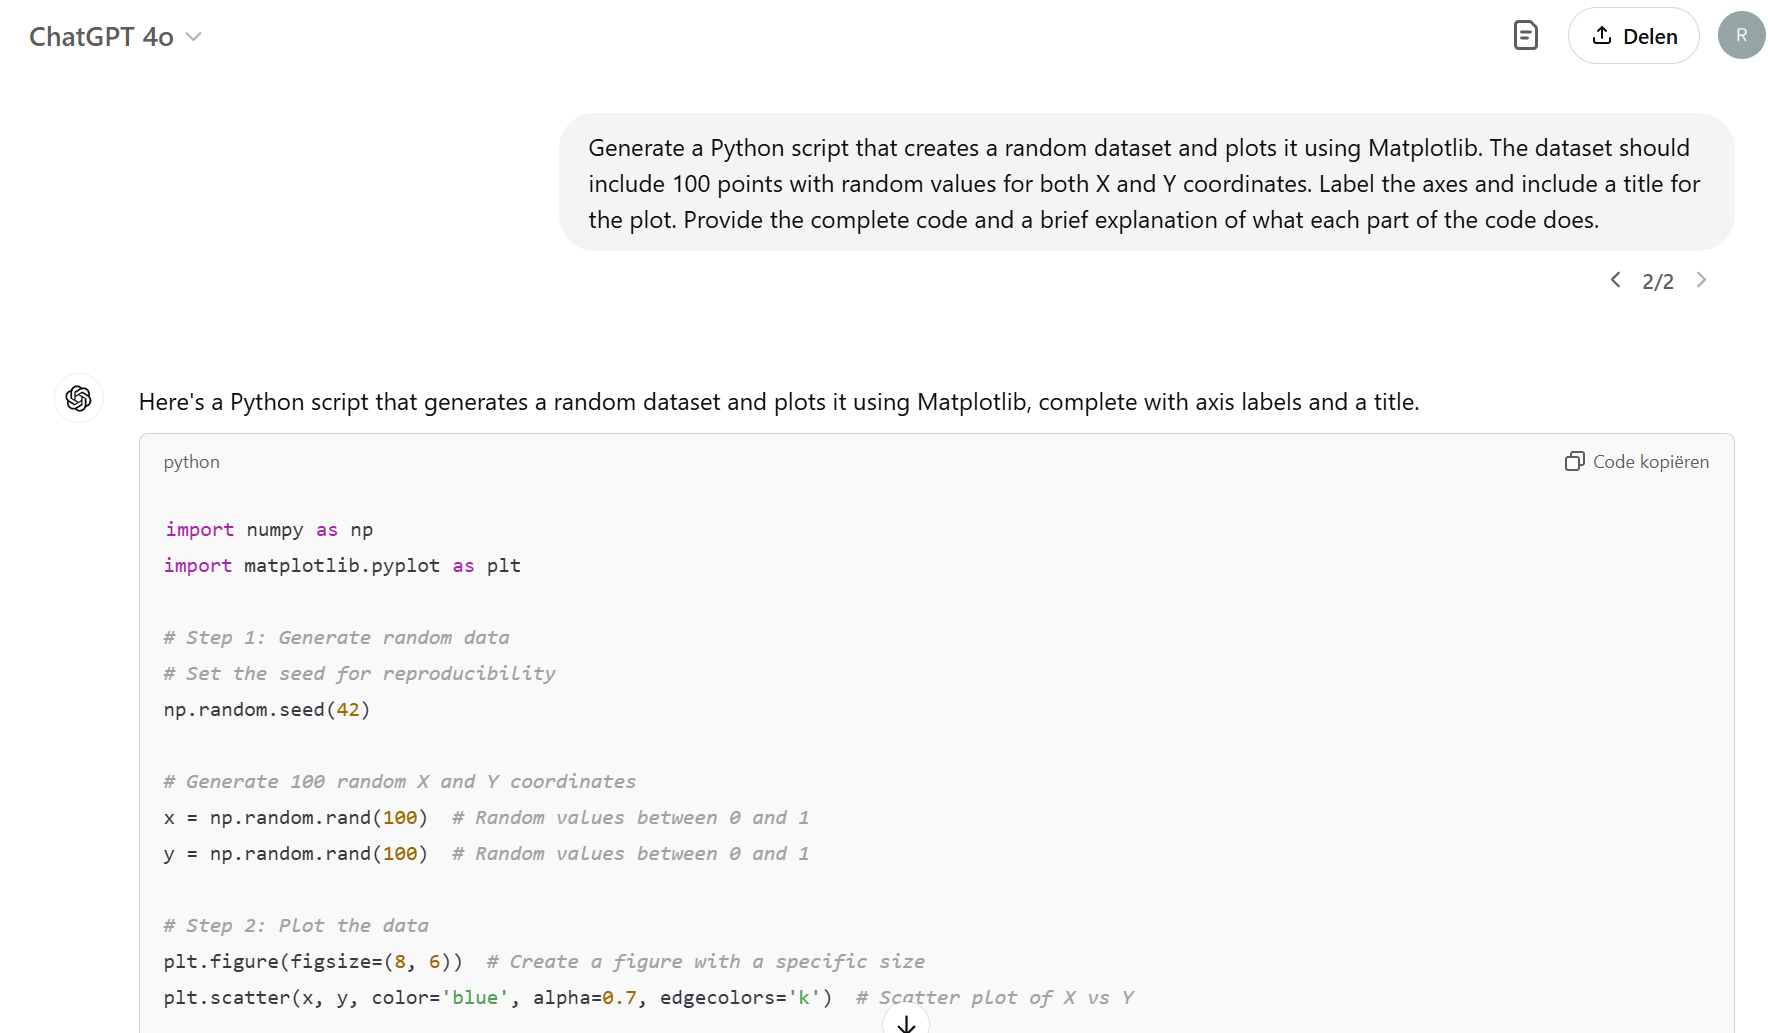 ChatGPT 4o
Delen
R
Generate a Python script that creates a random dataset and plots it using Matplotlib. The dataset should
include 100 points with random values for both X and Y coordinates. Label the axes and include a title for
the plot. Provide the complete code and a brief explanation of what each part of the code does.
2/2
Here's a Python script that generates a random dataset and plots it using Matplotlib, complete with axis labels and a title.
python
Code kopiëren
import numpy as np
import matplotlib.pyplot as plt
# Step 1: Generate random data
# Set the seed for reproducibility
np.random.seed(42)
# Generate 100 random X and Y coordinates
x = np.random.rand(100)  # Random values between 0 and 1
y = np.random.rand(100)  # Random values between 0 and 1
# Step 2: Plot the data
plt.figure(figsize=(8, 6))  # Create a figure with a specific size
plt.scatter(x, y, color='blue', alpha=0.7, edgecolors='k')  # Scatter plot of X vs Y